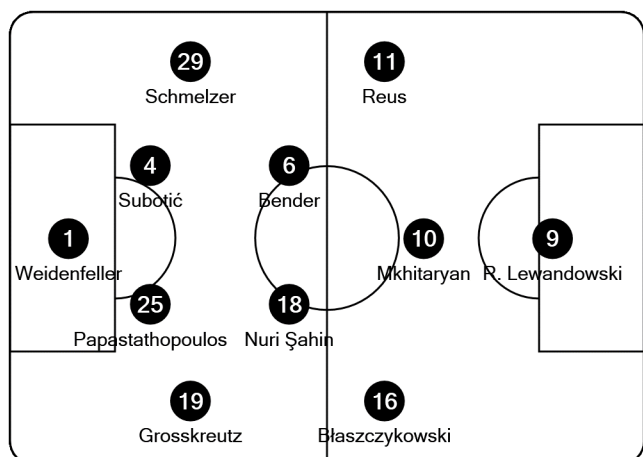 29
Schmelzer
11
Reus
4
Subotić
6
Bender
1
Weidenfeller
10
Mkhitaryan
9
R. Lewandowski
25
Papastathopoulos
18
Nuri Şahin
19
Grosskreutz
16
Błaszczykowski